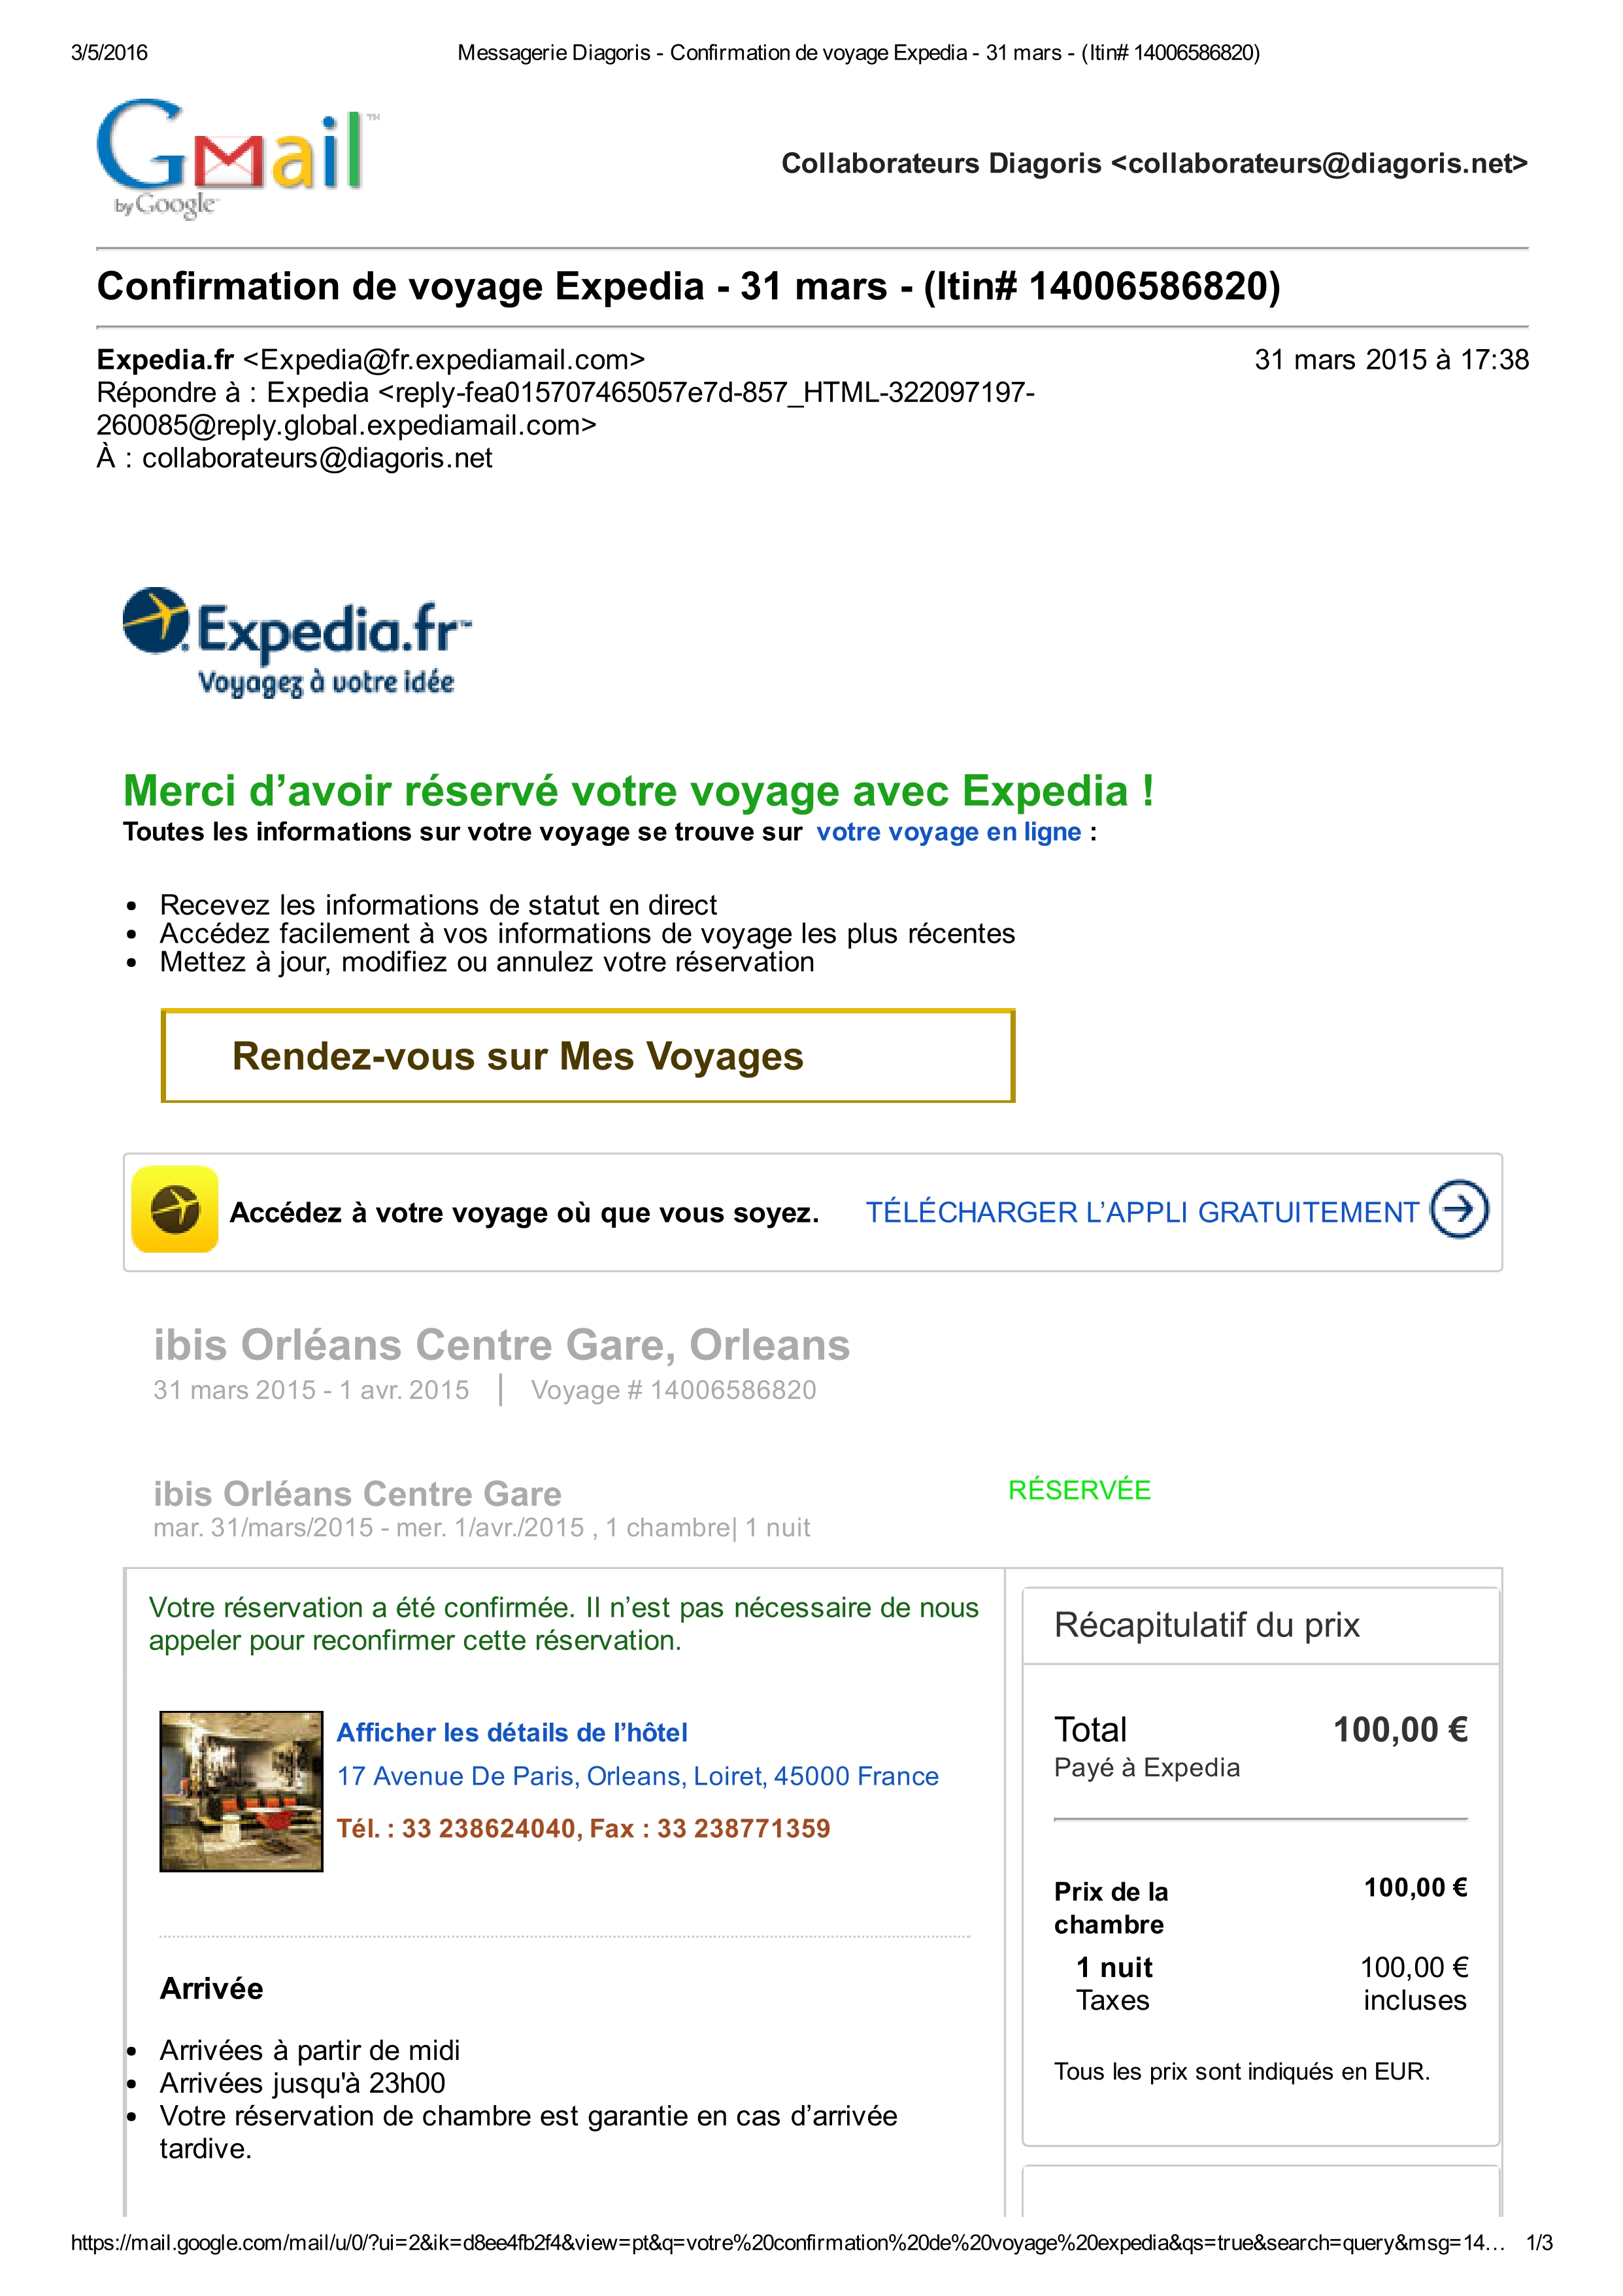 3/5/2016
Messagerie Diagoris - Confirmation de voyage Expedia - 31 mars - (Itin# 14006586820)
Gmail™
by Google
Collaborateurs Diagoris <collaborateurs@diagoris.net>
Confirmation de voyage Expedia - 31 mars - (Itin# 14006586820)
Expedia.fr <Expedia@fr.expediamail.com>
31 mars 2015 à 17:38
Répondre à : Expedia <reply-fea015707465057e7d-857_HTML-322097197-
260085@reply.global.expediamail.com>
À : collaborateurs@diagoris.net
Expedia.fr™
Voyagez à votre idée
Merci d’avoir réservé votre voyage avec Expedia !
Toutes les informations sur votre voyage se trouve sur votre voyage en ligne :
• Recevez les informations de statut en direct
• Accédez facilement à vos informations de voyage les plus récentes
• Mettez à jour, modifiez ou annulez votre réservation
Rendez-vous sur Mes Voyages
Accédez à votre voyage où que vous soyez.
TÉLÉCHARGER L’APPLI GRATUITEMENT
ibis Orléans Centre Gare, Orleans
31 mars 2015 - 1 avr. 2015 | Voyage # 14006586820
ibis Orléans Centre Gare
RÉSERVÉE
mar. 31/mars/2015 - mer. 1/avr./2015 , 1 chambre| 1 nuit
Votre réservation a été confirmée. Il n’est pas nécessaire de nous
appeler pour reconfirmer cette réservation.
Afficher les détails de l’hôtel
17 Avenue De Paris, Orleans, Loiret, 45000 France
Tél. : 33 238624040, Fax : 33 238771359
Arrivée
• Arrivées à partir de midi
• Arrivées jusqu'à 23h00
• Votre réservation de chambre est garantie en cas d’arrivée
tardive.
Récapitulatif du prix
Total 100,00 €
Payé à Expedia
Prix de la 100,00 €
chambre
1 nuit 100,00 €
Taxes incluses
Tous les prix sont indiqués en EUR.
https://mail.google.com/mail/u/0/?ui=2&ik=d8ee4fb2f4&view=pt&q=votre%20confirmation%20de%20voyage%20expedia&qs=true&search=query&msg=14…
1/3